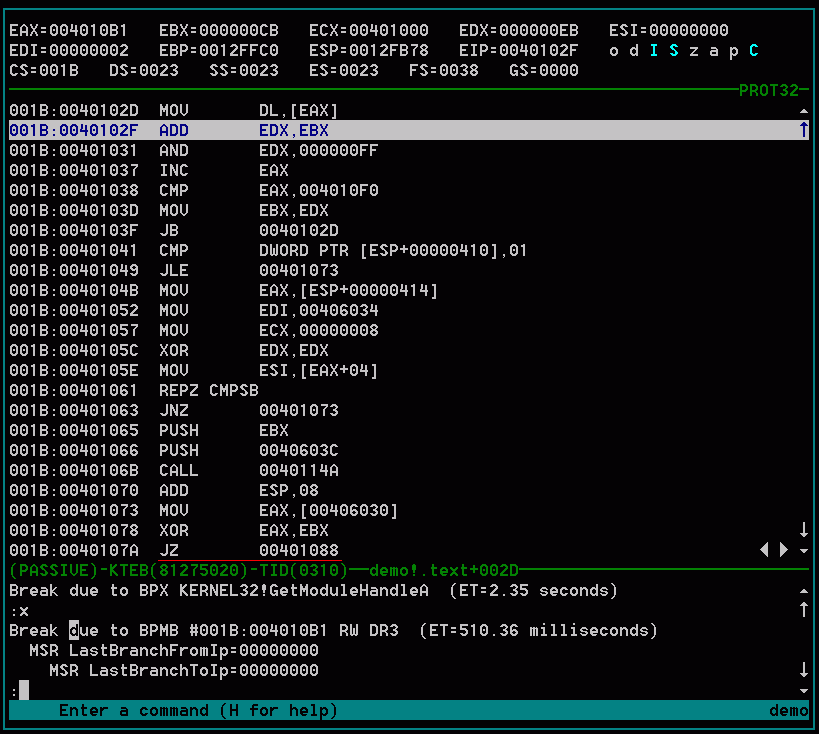 EAX=004010B1 EBX=000000CB ECX=00401000 EDX=000000EB ESI=00000000
EDI=00000002 EBP=0012FFC0 ESP=0012FB78 EIP=0040102F o d I S z a p C
CS=001B DS=0023 SS=0023 ES=0023 FS=0038 GS=0000
PROT32
001B:0040102D MOV DL,[EAX]
001B:0040102F ADD EDX,EBX
001B:00401031 AND EDX,000000FF
001B:00401037 INC EAX
001B:00401038 CMP EAX,004010F0
001B:0040103D MOV EBX,EDX
001B:0040103F JB 0040102D
001B:00401041 CMP DWORD PTR [ESP+00000410],01
001B:00401049 JLE 00401073
001B:0040104B MOV EAX,[ESP+00000414]
001B:00401052 MOV EDI,00406034
001B:00401057 MOV ECX,00000008
001B:0040105C XOR EDX,EDX
001B:0040105E MOV ESI,[EAX+04]
001B:00401061 REPZ CMPSB
001B:00401063 JNZ 00401073
001B:00401065 PUSH EBX
001B:00401066 PUSH 0040603C
001B:0040106B CALL 0040114A
001B:00401070 ADD ESP,08
001B:00401073 MOV EAX,[00406030]
001B:00401078 XOR EAX,EBX
001B:0040107A JZ 00401088
(PASSIVE)-KTEB(81275020)-TID(0310)—demo!.text+002D
Break due to BPX KERNEL32!GetModuleHandleA (ET=2.35 seconds)
:x
Break due to BPMB #001B:004010B1 RW DR3 (ET=510.36 milliseconds)
MSR LastBranchFromIp=00000000
MSR LastBranchToIp=00000000
:
Enter a command (H for help) demo